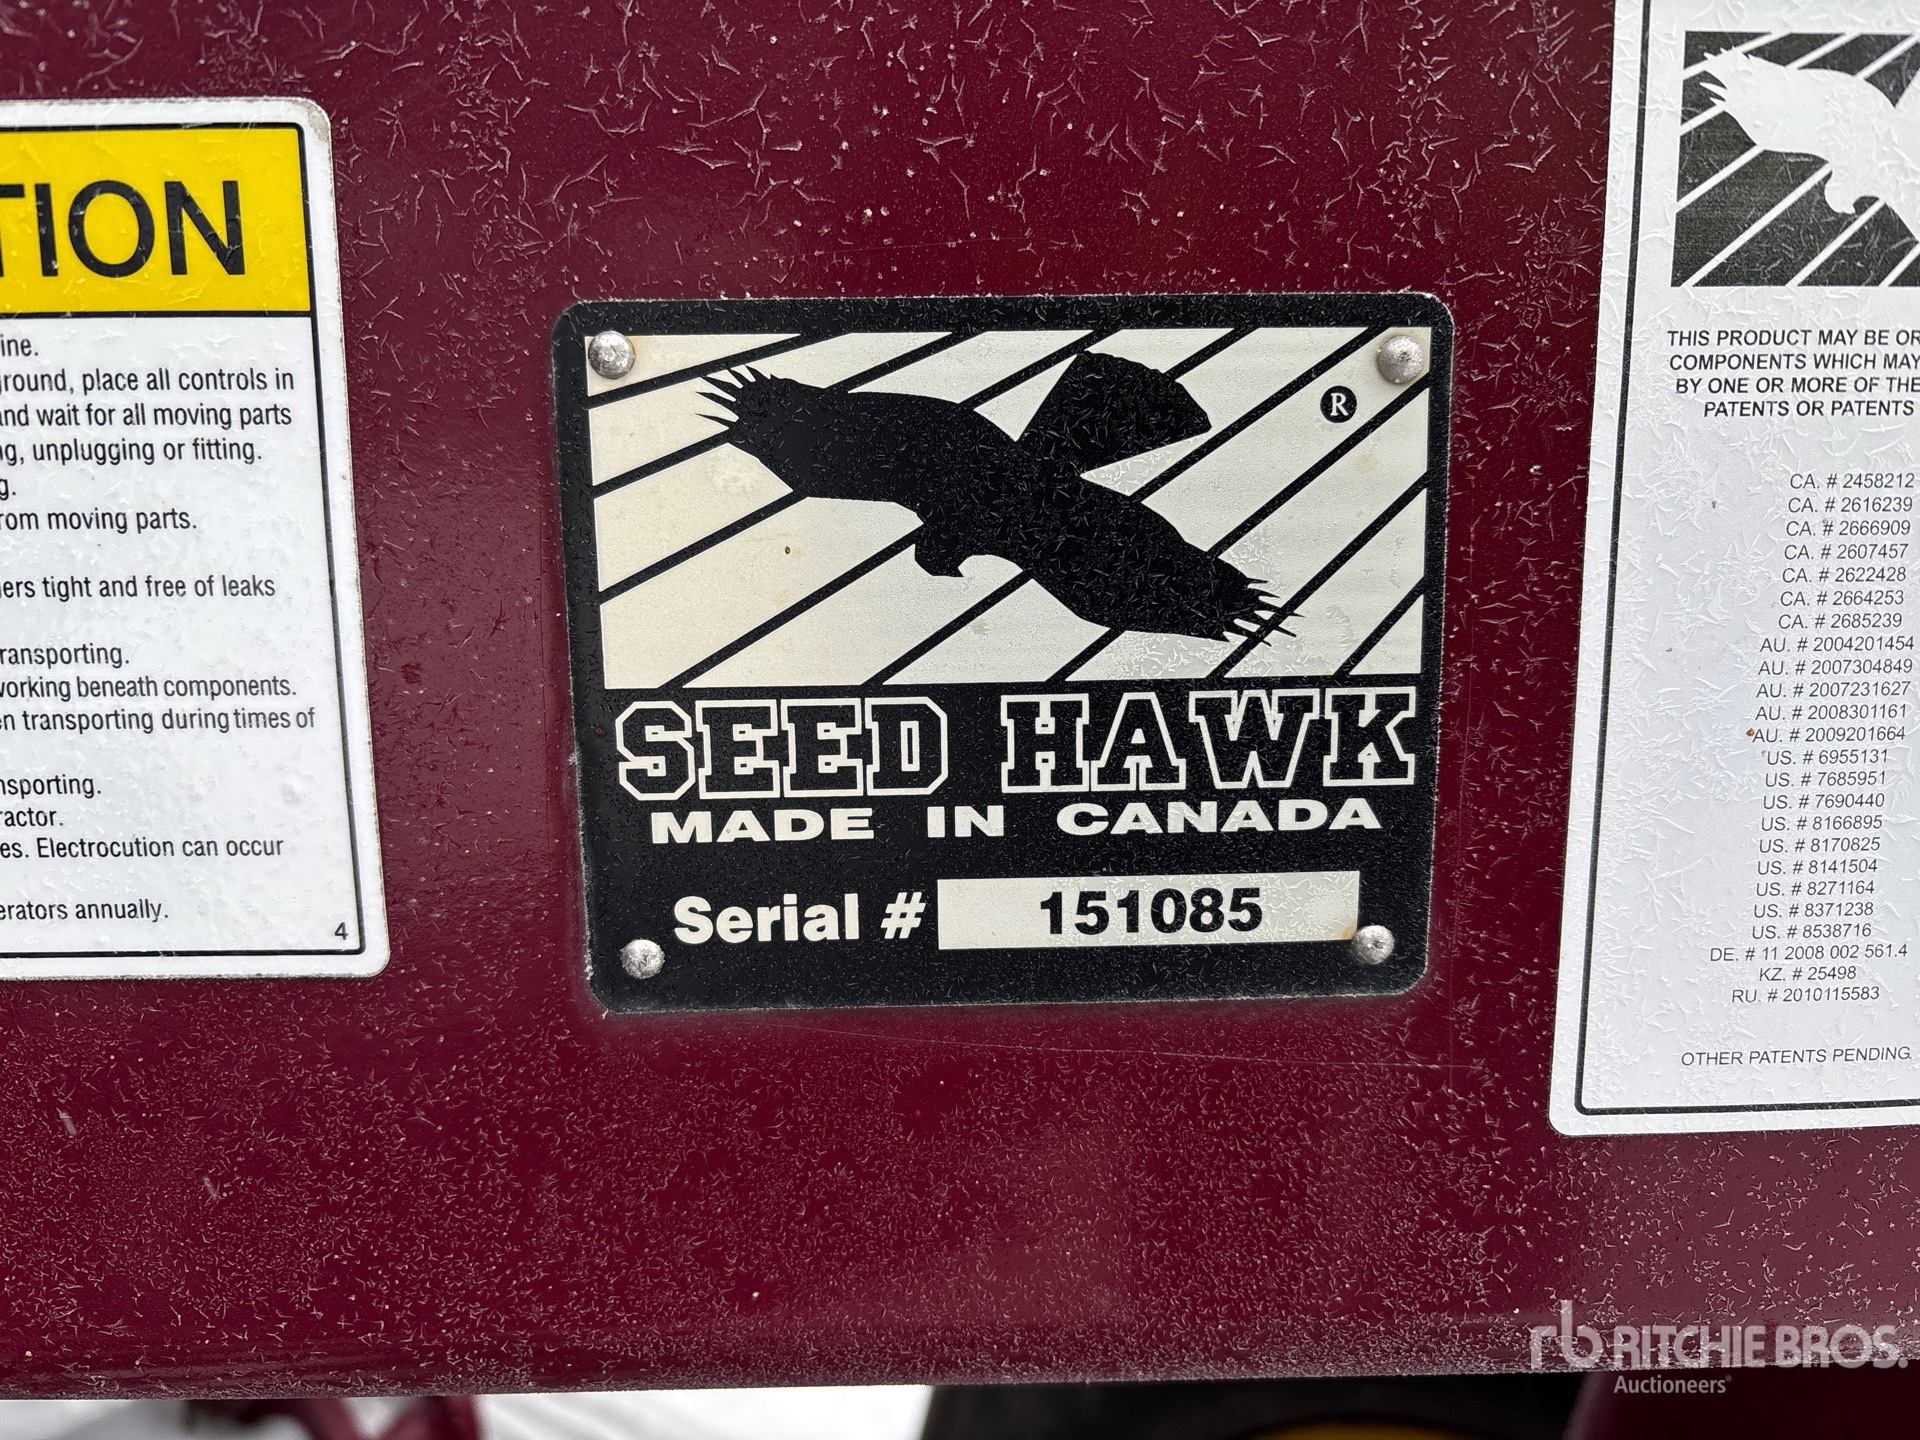 TION
ine.
ground, place all controls in
and wait for all moving parts
ng, unplugging or fitting.
g.
from moving parts.
ners tight and free of leaks
transporting.
working beneath components.
en transporting during times of
nsporting.
ractor.
es. Electrocution can occur
erators annually.
4
®
SEED HAWK
MADE IN CANADA
Serial # 151085
THIS PRODUCT MAY BE OR
COMPONENTS WHICH MAY
BY ONE OR MORE OF THE
PATENTS OR PATENTS
CA. # 2458212
CA. # 2616239
CA. # 2666909
CA. # 2607457
CA. # 2622428
CA. # 2664253
CA. # 2685239
AU. # 2004201454
AU. # 2007304849
AU. # 2007231627
AU. # 2008301161
AU. # 2009201664
US. # 6955131
US. # 7685951
US. # 7690440
US. # 8166895
US. # 8170825
US. # 8141504
US. # 8271164
US. # 8371238
US. # 8538716
DE. # 11 2008 002 561.4
KZ. # 25498
RU. # 2010115583
OTHER PATENTS PENDING.
rb RITCHIE BROS.
Auctioneers®